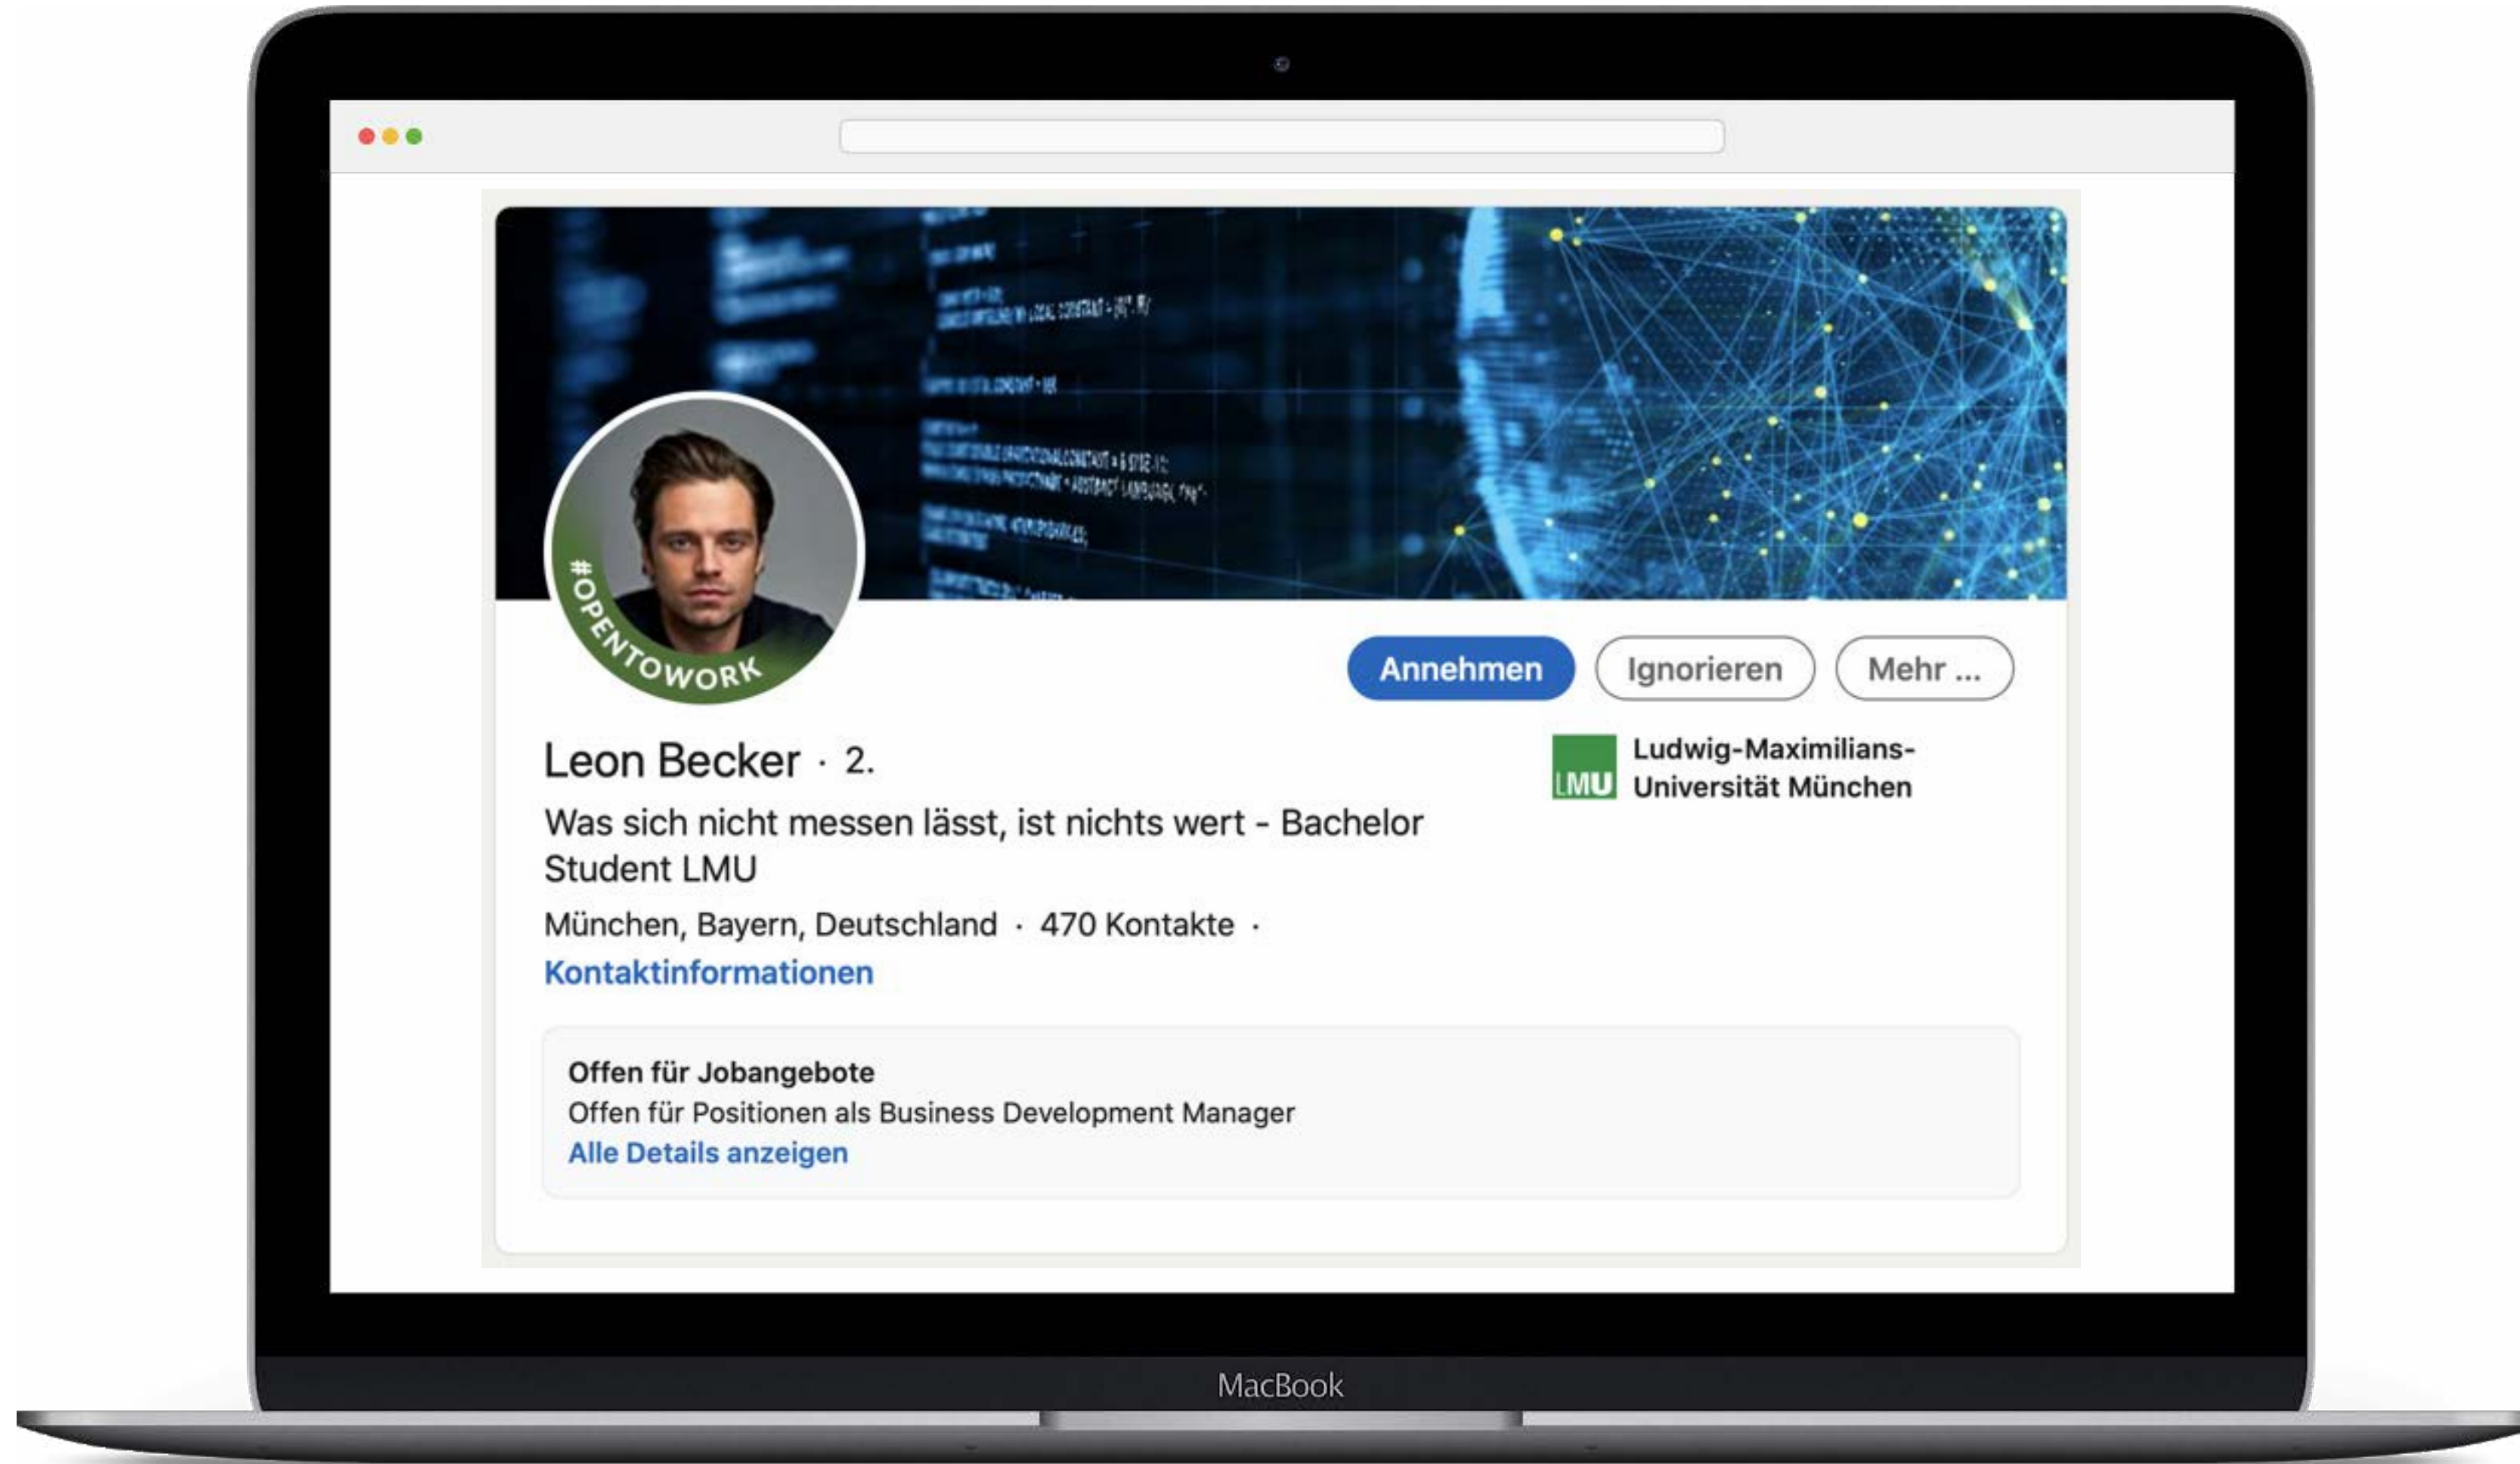 #OPENTOWORK
Annehmen
Ignorieren
Mehr ...
Leon Becker · 2.
Ludwig-Maximilians-
Universität München
LMU
Was sich nicht messen lässt, ist nichts wert - Bachelor
Student LMU
München, Bayern, Deutschland · 470 Kontakte ·
Kontaktinformationen
Offen für Jobangebote
Offen für Positionen als Business Development Manager
Alle Details anzeigen
MacBook